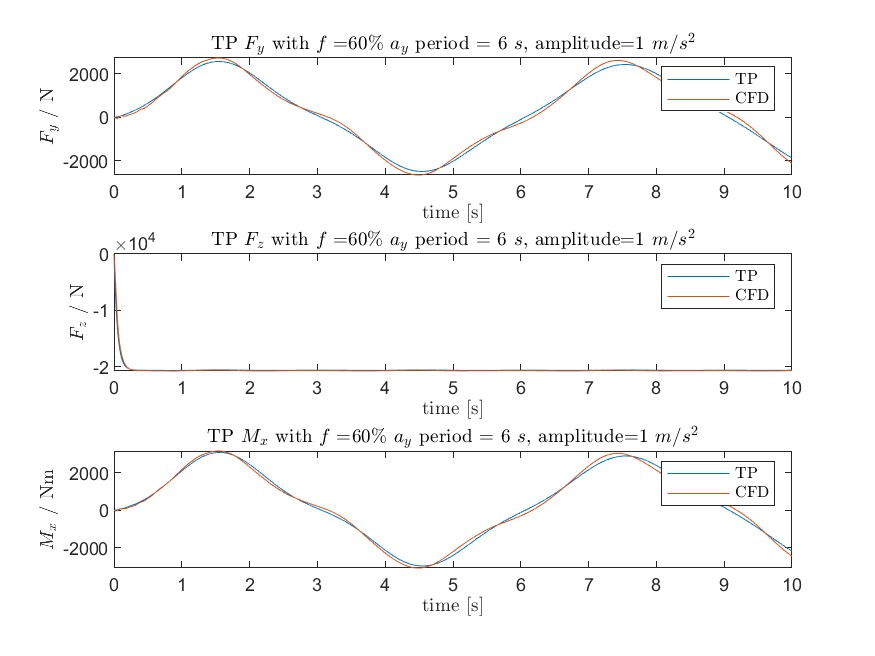 TP F_y with f =60% a_y period = 6 s, amplitude=1 m/s^2
F_y / N
2000
0
-2000
TP
CFD
0 1 2 3 4 5 6 7 8 9 10
time [s]
TP F_z with f =60% a_y period = 6 s, amplitude=1 m/s^2
×10^4
F_z / N
0
-1
-2
TP
CFD
0 1 2 3 4 5 6 7 8 9 10
time [s]
TP M_x with f =60% a_y period = 6 s, amplitude=1 m/s^2
M_x / Nm
2000
0
-2000
TP
CFD
0 1 2 3 4 5 6 7 8 9 10
time [s]